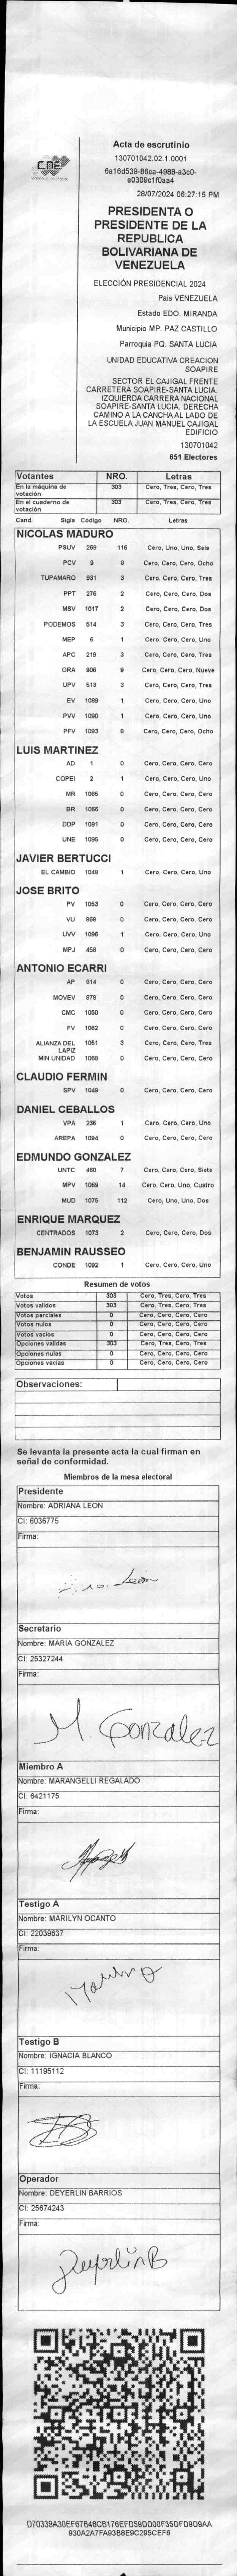 CNE
Acta de escrutinio
130701042.02.1.0001
6a16d539-86ca-4988-a3c0-
e0309c1f0aa4
28/07/2024 06:27:15 PM
PRESIDENTA O
PRESIDENTE DE LA
REPUBLICA
BOLIVARIANA DE
VENEZUELA
ELECCIÓN PRESIDENCIAL 2024
Pais VENEZUELA
Estado EDO. MIRANDA
Municipio MP. PAZ CASTILLO
Parroquia PQ. SANTA LUCIA
UNIDAD EDUCATIVA CREACION
SOAPIRE
SECTOR EL CAJIGAL FRENTE
CARRETERA SOAPIRE-SANTA LUCIA.
IZQUIERDA CARRERA NACIONAL
SOAPIRE-SANTA LUCIA. DERECHA
CAMINO A LA CANCHA AL LADO DE
LA ESCUELA JUAN MANUEL CAJIGAL
EDIFICIO
130701042
651 Electores
Votantes NRO. Letras
En la máquina de votación 303 Cero, Tres, Cero, Tres
En el cuaderno de votación 303 Cero, Tres, Cero, Tres
Cand. Sigla Codigo NRO. Letras
NICOLAS MADURO
PSUV 269 116 Cero, Uno, Uno, Seis
PCV 9 8 Cero, Cero, Cero, Ocho
TUPAMARO 931 3 Cero, Cero, Cero, Tres
PPT 276 2 Cero, Cero, Cero, Dos
MSV 1017 2 Cero, Cero, Cero, Dos
PODEMOS 514 3 Cero, Cero, Cero, Tres
MEP 6 1 Cero, Cero, Cero, Uno
APC 219 3 Cero, Cero, Cero, Tres
ORA 906 9 Cero, Cero, Cero, Nueve
UPV 513 3 Cero, Cero, Cero, Tres
EV 1089 1 Cero, Cero, Cero, Uno
PVV 1090 1 Cero, Cero, Cero, Uno
PFV 1093 8 Cero, Cero, Cero, Ocho
LUIS MARTINEZ
AD 1 0 Cero, Cero, Cero, Cero
COPEI 2 1 Cero, Cero, Cero, Uno
MR 1065 0 Cero, Cero, Cero, Cero
BR 1066 0 Cero, Cero, Cero, Cero
DDP 1091 0 Cero, Cero, Cero, Cero
UNE 1095 0 Cero, Cero, Cero, Cero
JAVIER BERTUCCI
EL CAMBIO 1048 1 Cero, Cero, Cero, Uno
JOSE BRITO
PV 1053 0 Cero, Cero, Cero, Cero
VU 868 0 Cero, Cero, Cero, Cero
UVV 1096 1 Cero, Cero, Cero, Uno
MPJ 456 0 Cero, Cero, Cero, Cero
ANTONIO ECARRI
AP 814 0 Cero, Cero, Cero, Cero
MOVEV 878 0 Cero, Cero, Cero, Cero
CMC 1050 0 Cero, Cero, Cero, Cero
FV 1062 0 Cero, Cero, Cero, Cero
ALIANZA DEL LAPIZ 1051 3 Cero, Cero, Cero, Tres
MIN UNIDAD 1068 0 Cero, Cero, Cero, Cero
CLAUDIO FERMIN
SPV 1049 0 Cero, Cero, Cero, Cero
DANIEL CEBALLOS
VPA 236 1 Cero, Cero, Cero, Uno
AREPA 1094 0 Cero, Cero, Cero, Cero
EDMUNDO GONZALEZ
UNTC 460 7 Cero, Cero, Cero, Siete
MPV 1069 14 Cero, Cero, Uno, Cuatro
MUD 1075 112 Cero, Uno, Uno, Dos
ENRIQUE MARQUEZ
CENTRADOS 1073 2 Cero, Cero, Cero, Dos
BENJAMIN RAUSSEO
CONDE 1092 1 Cero, Cero, Cero, Uno
Resumen de votos
Votos 303 Cero, Tres, Cero, Tres
Votos validos 303 Cero, Tres, Cero, Tres
Votos parciales 0 Cero, Cero, Cero, Cero
Votos nulos 0 Cero, Cero, Cero, Cero
Votos vacios 0 Cero, Cero, Cero, Cero
Opciones validas 303 Cero, Tres, Cero, Tres
Opciones nulas 0 Cero, Cero, Cero, Cero
Opciones vacias 0 Cero, Cero, Cero, Cero
Observaciones:
Se levanta la presente acta la cual firman en
señal de conformidad.
Miembros de la mesa electoral
Presidente
Nombre: ADRIANA LEON
CI: 6036775
Firma:
Leon
Secretario
Nombre: MARIA GONZALEZ
CI: 25327244
Firma:
M. Gonzalez
Miembro A
Nombre: MARANGELLI REGALADO
CI: 6421175
Firma:
Testigo A
Nombre: MARILYN OCANTO
CI: 22039637
Firma:
Testigo B
Nombre: IGNACIA BLANCO
CI: 11195112
Firma:
Operador
Nombre: DEYERLIN BARRIOS
CI: 25674243
Firma:
DeyerlinB
D70339A30EF67646CB176EFD59DD00F35DFD9D9AA
930A2A7FA93B8E9C295CEF6